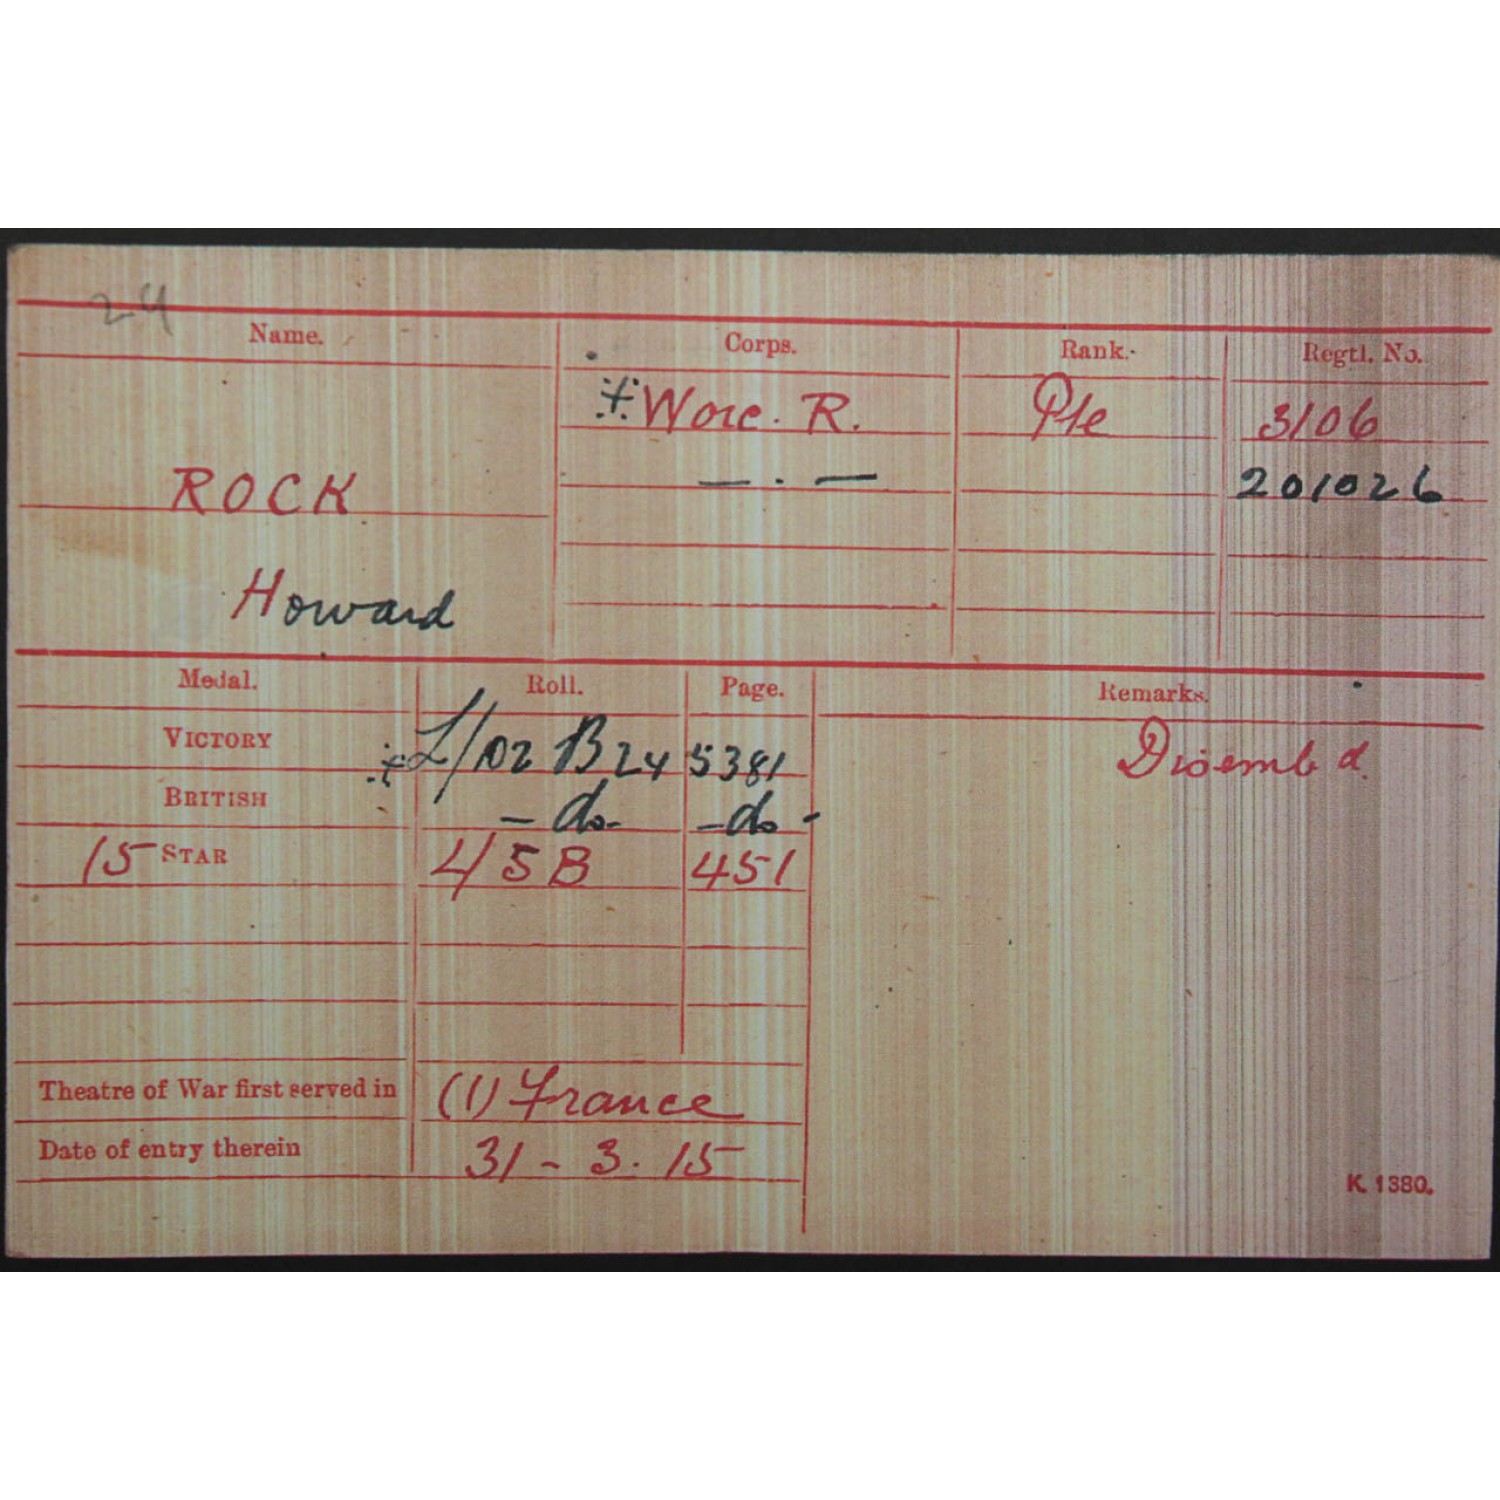 24
Name. Corps. Rank. Regtl. No.
Worc. R. Pte 3106
— . — 201026
ROCK
Howard
Medal. Roll. Page. Remarks.
VICTORY L/102 B24 5381 Disemb d.
BRITISH - do - - do -
15 STAR 4/5B 451
Theatre of War first served in (1) France
Date of entry therein 31 - 3. 15
K. 1380.